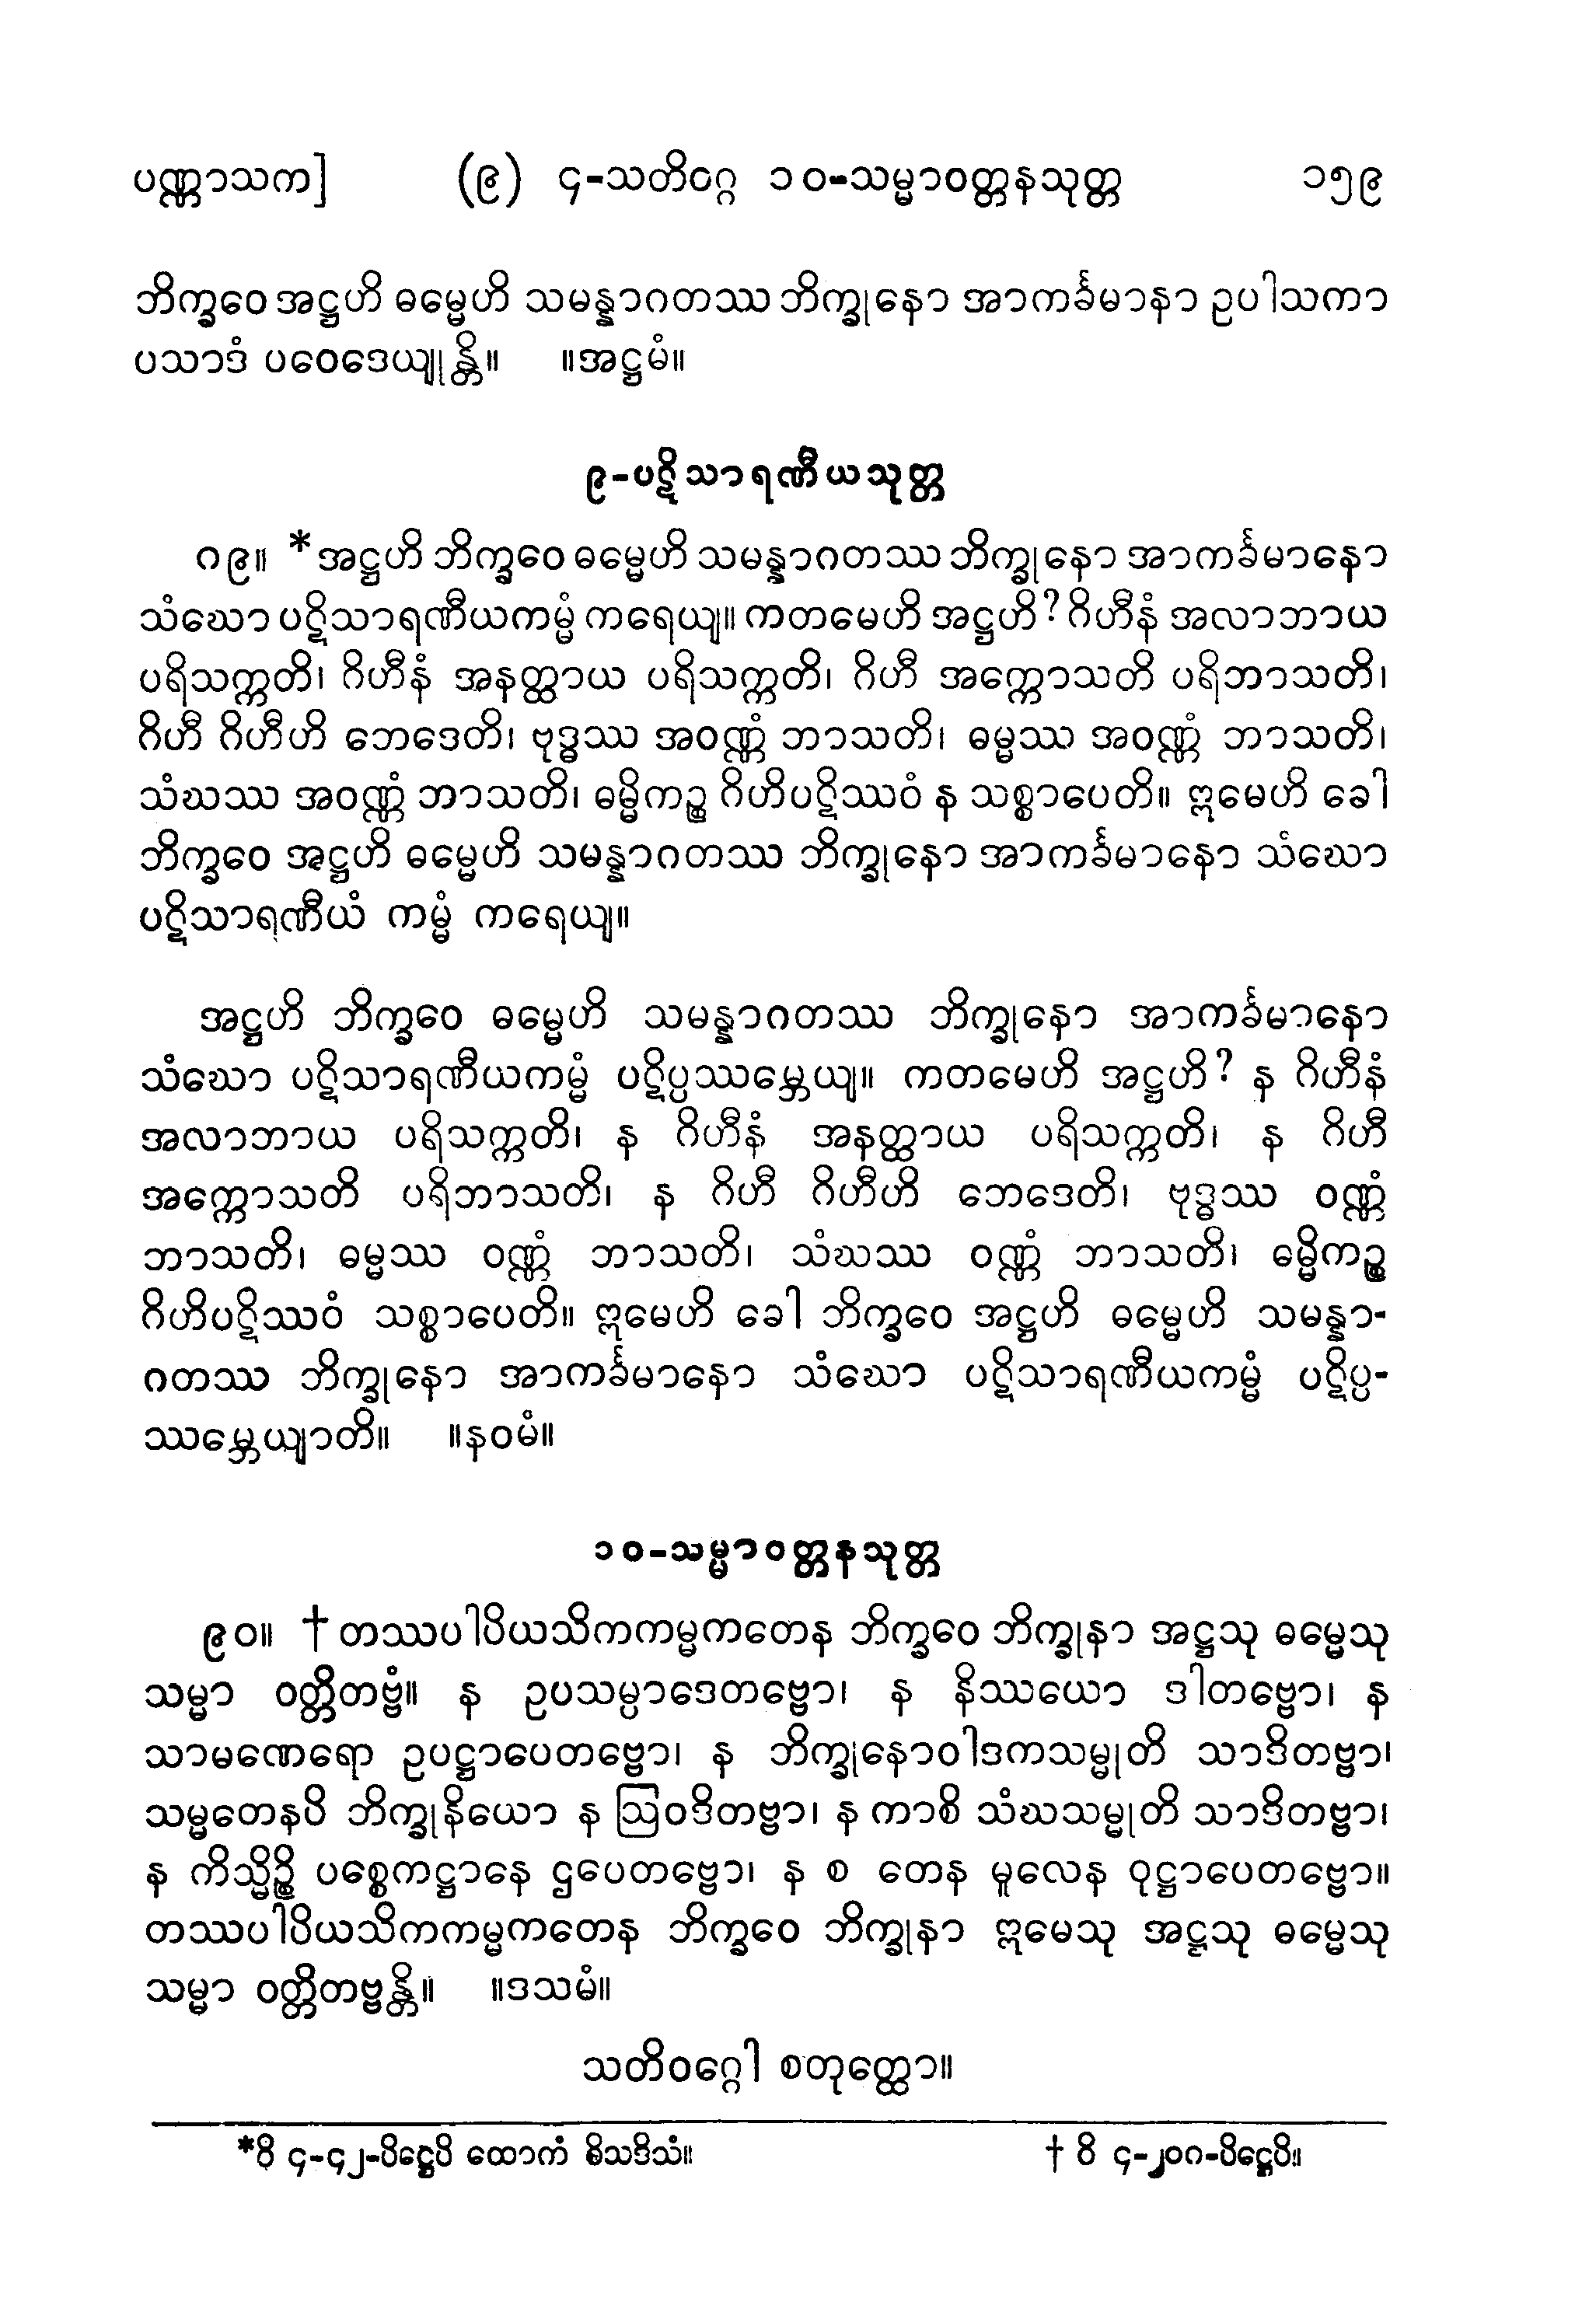 ပဏ္ဏာသက] (၉) ၄-သတိဝဂ္ဂ ၁၀-သမ္မာဝတ္တနသုတ္တ ၁၅၉
ဘိက္ခဝေ အဋ္ဌဟိ ဓမ္မေဟိ သမန္နာဂတဿ ဘိက္ခုနော အာကင်္ခမာနာ ဥပါသကာ
ပသာဒံ ပဝေဒေယျုန္တိ။ ။အဋ္ဌမံ။
၉-ပဋိသာရဏီယသုတ္တ
၈၉။ *အဋ္ဌဟိ ဘိက္ခဝေ ဓမ္မေဟိ သမန္နာဂတဿ ဘိက္ခုနော အာကင်္ခမာနော
သံဃော ပဋိသာရဏီယကမ္မံ ကရေယျ။ ကတမေဟိ အဋ္ဌဟိ? ဂိဟီနံ အလာဘာယ
ပရိသက္ကတိ၊ ဂိဟီနံ အနတ္ထာယ ပရိသက္ကတိ၊ ဂိဟီ အက္ကောသတိ ပရိဘာသတိ၊
ဂိဟီ ဂိဟီဟိ ဘေဒေတိ၊ ဗုဒ္ဓဿ အဝဏ္ဏံ ဘာသတိ၊ ဓမ္မဿ အဝဏ္ဏံ ဘာသတိ၊
သံဃဿ အဝဏ္ဏံ ဘာသတိ၊ ဓမ္မိကဉ္စ ဂိဟိပဋိဿဝံ န သစ္စာပေတိ။ ဣမေဟိ ခေါ
ဘိက္ခဝေ အဋ္ဌဟိ ဓမ္မေဟိ သမန္နာဂတဿ ဘိက္ခုနော အာကင်္ခမာနော သံဃော
ပဋိသာရဏီယံ ကမ္မံ ကရေယျ။
အဋ္ဌဟိ ဘိက္ခဝေ ဓမ္မေဟိ သမန္နာဂတဿ ဘိက္ခုနော အာကင်္ခမာနော
သံဃော ပဋိသာရဏီယကမ္မံ ပဋိပ္ပဿမ္ဘေယျ။ ကတမေဟိ အဋ္ဌဟိ? န ဂိဟီနံ
အလာဘာယ ပရိသက္ကတိ၊ န ဂိဟီနံ အနတ္ထာယ ပရိသက္ကတိ၊ န ဂိဟီ
အက္ကောသတိ ပရိဘာသတိ၊ န ဂိဟီ ဂိဟီဟိ ဘေဒေတိ၊ ဗုဒ္ဓဿ ဝဏ္ဏံ
ဘာသတိ၊ ဓမ္မဿ ဝဏ္ဏံ ဘာသတိ၊ သံဃဿ ဝဏ္ဏံ ဘာသတိ၊ ဓမ္မိကဉ္စ
ဂိဟိပဋိဿဝံ သစ္စာပေတိ။ ဣမေဟိ ခေါ ဘိက္ခဝေ အဋ္ဌဟိ ဓမ္မေဟိ သမန္နာ-
ဂတဿ ဘိက္ခုနော အာကင်္ခမာနော သံဃော ပဋိသာရဏီယကမ္မံ ပဋိပ္ပ-
ဿမ္ဘေယျာတိ။ ။နဝမံ။
၁၀-သမ္မာဝတ္တနသုတ္တ
၉၀။ †တဿပါပိယသိကကမ္မကတေန ဘိက္ခဝေ ဘိက္ခုနာ အဋ္ဌသု ဓမ္မေသု
သမ္မာ ဝတ္တိတဗ္ဗံ။ န ဥပသမ္ပာဒေတဗ္ဗော၊ န နိဿယော ဒါတဗ္ဗော၊ န
သာမဏေရော ဥပဋ္ဌာပေတဗ္ဗော၊ န ဘိက္ခုနောဝါဒကသမ္မုတိ သာဒိတဗ္ဗာ၊
သမ္မတေနပိ ဘိက္ခုနိယော န ဩဝဒိတဗ္ဗာ၊ န ကာစိ သံဃသမ္မုတိ သာဒိတဗ္ဗာ၊
န ကိသ္မိဉ္စိ ပစ္စေကဋ္ဌာနေ ဌပေတဗ္ဗော၊ န စ တေန မူလေန ဝုဋ္ဌာပေတဗ္ဗော။
တဿပါပိယသိကကမ္မကတေန ဘိက္ခဝေ ဘိက္ခုနာ ဣမေသု အဋ္ဌသု ဓမ္မေသု
သမ္မာ ဝတ္တိတဗ္ဗန္တိ။ ။ဒသမံ။
သတိဝဂ္ဂေါ စတုတ္ထော။
*ဝိ ၄-၄၂-ပိဋ္ဌေပိ ထောကံ ဝိသဒိသံ။ † ဝိ ၄-၂၀၈-ပိဋ္ဌေပိ။